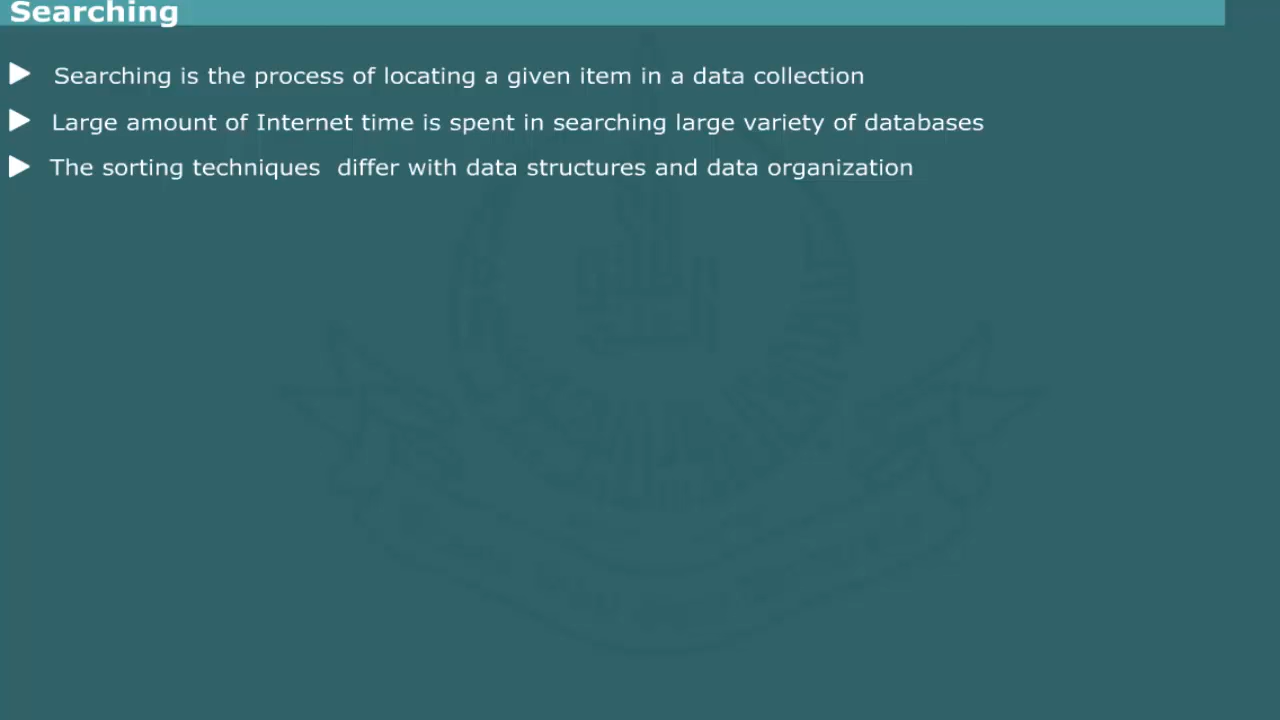 Searching
Searching is the process of locating a given item in a data collection
Large amount of Internet time is spent in searching large variety of databases
The sorting techniques differ with data structures and data organization